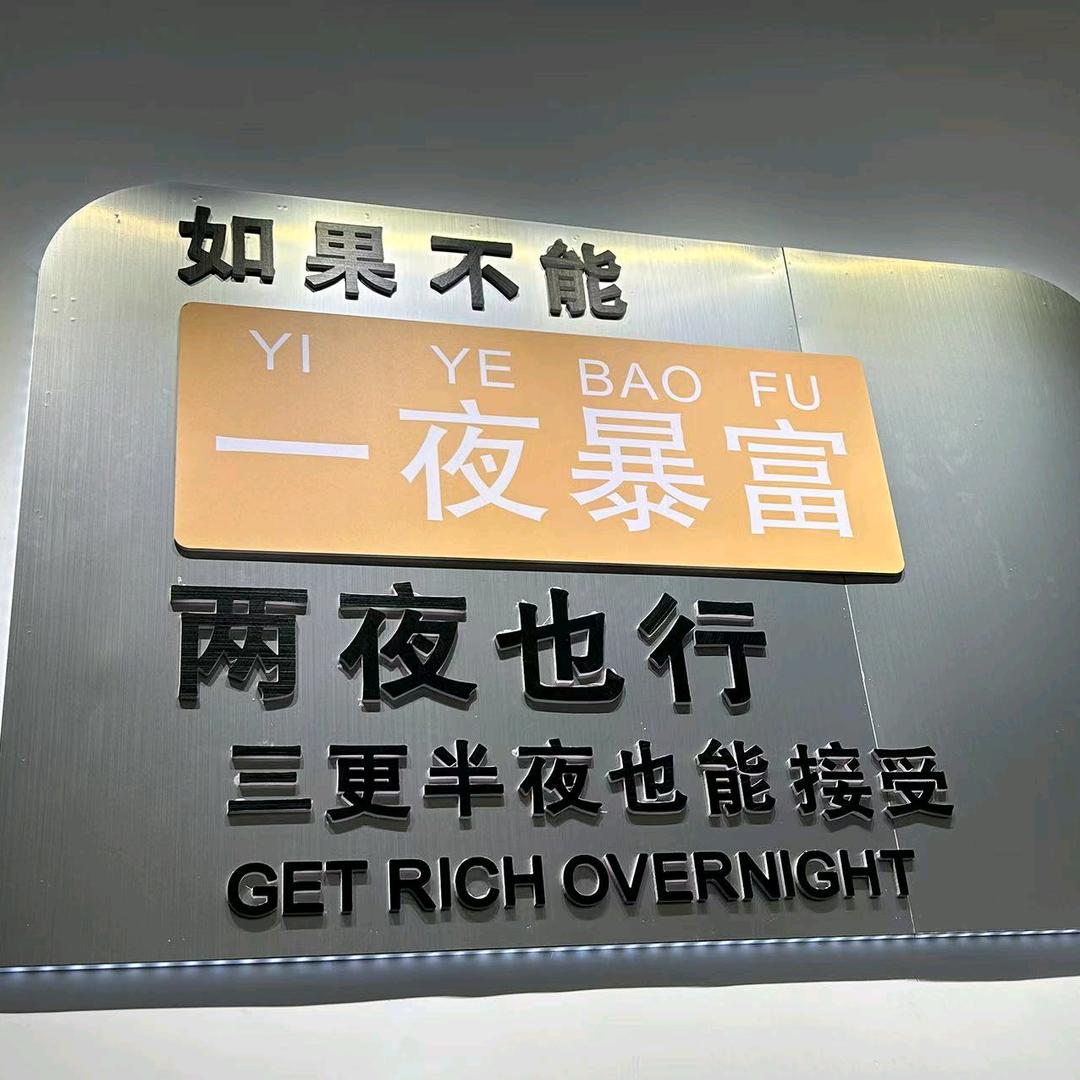 如果不能
YI YE BAO FU
一夜暴富
两夜也行
三更半夜也能接受
GET RICH OVERNIGHT